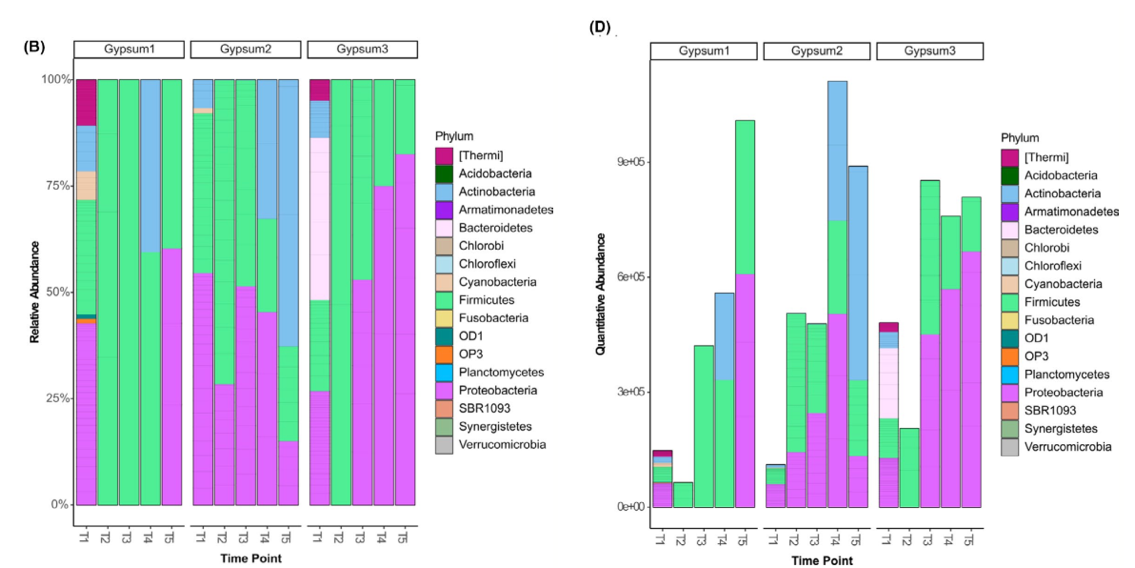 (B)
Gypsum1 Gypsum2 Gypsum3
100%
75%
50%
25%
0%
Relative Abundance
T1 T2 T3 T4 T5 T1 T2 T3 T4 T5 T1 T2 T3 T4 T5
Time Point
Phylum
[Thermi]
Acidobacteria
Actinobacteria
Armatimonadetes
Bacteroidetes
Chlorobi
Chloroflexi
Cyanobacteria
Firmicutes
Fusobacteria
OD1
OP3
Planctomycetes
Proteobacteria
SBR1093
Synergistetes
Verrucomicrobia
(D)
Gypsum1 Gypsum2 Gypsum3
9e+05
6e+05
3e+05
0e+00
Quantitative Abundance
T1 T2 T3 T4 T5 T1 T2 T3 T4 T5 T1 T2 T3 T4 T5
Time Point
Phylum
[Thermi]
Acidobacteria
Actinobacteria
Armatimonadetes
Bacteroidetes
Chlorobi
Chloroflexi
Cyanobacteria
Firmicutes
Fusobacteria
OD1
OP3
Planctomycetes
Proteobacteria
SBR1093
Synergistetes
Verrucomicrobia